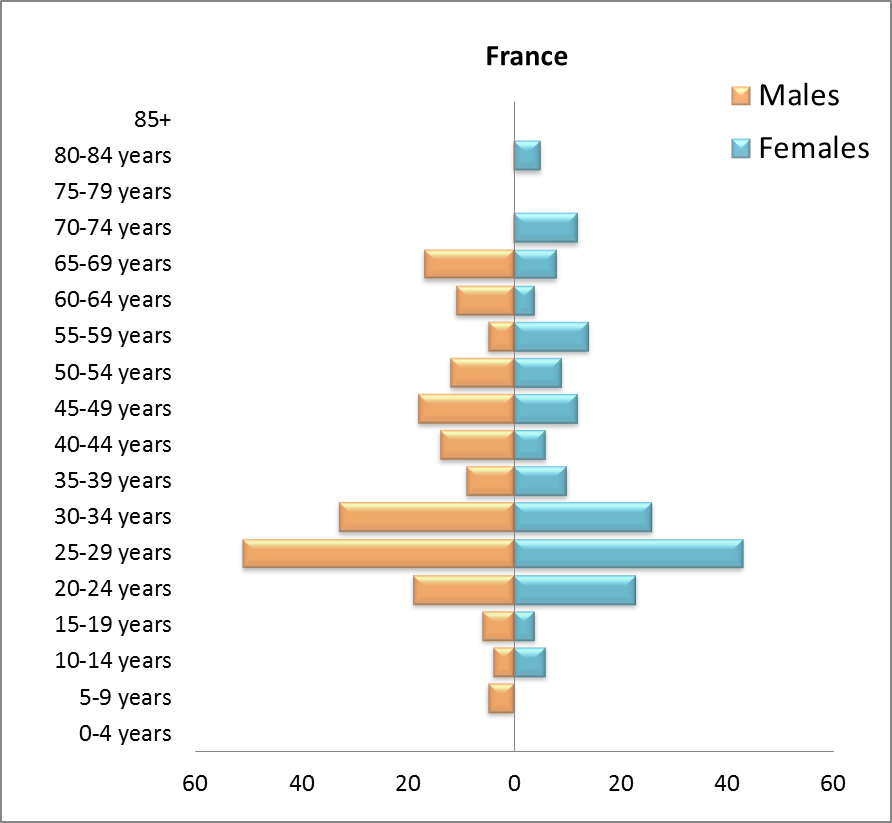 France
Males
Females
85+
80-84 years
75-79 years
70-74 years
65-69 years
60-64 years
55-59 years
50-54 years
45-49 years
40-44 years
35-39 years
30-34 years
25-29 years
20-24 years
15-19 years
10-14 years
5-9 years
0-4 years
60 40 20 0 20 40 60